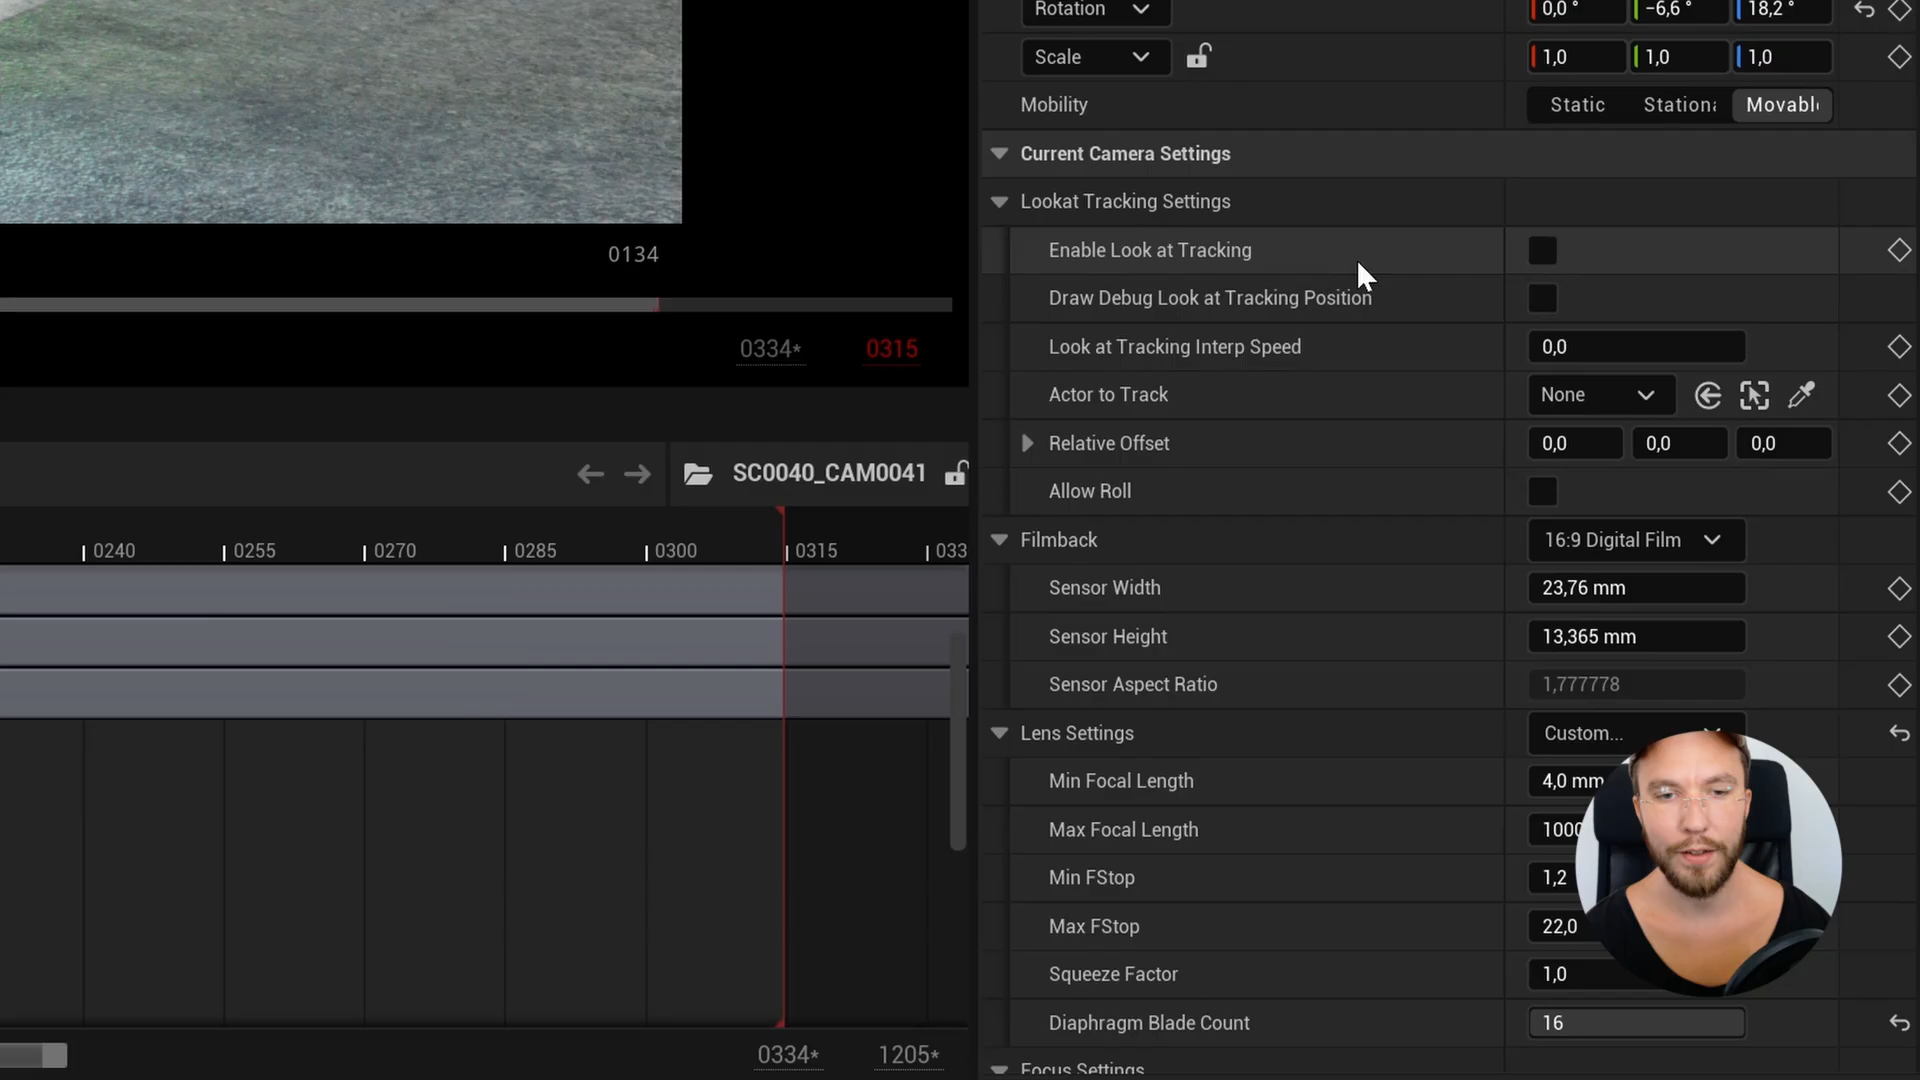 Rotation 0,0 ° −6,6 ° 18,2 °
Scale 1,0 1,0 1,0
Mobility Static Stationa Movabl
Current Camera Settings
Lookat Tracking Settings
Enable Look at Tracking
Draw Debug Look at Tracking Position
Look at Tracking Interp Speed 0,0
Actor to Track None
Relative Offset 0,0 0,0 0,0
Allow Roll
Filmback 16:9 Digital Film
Sensor Width 23,76 mm
Sensor Height 13,365 mm
Sensor Aspect Ratio 1,777778
Lens Settings Custom...
Min Focal Length 4,0 mm
Max Focal Length 1000
Min FStop 1,2
Max FStop 22,0
Squeeze Factor 1,0
Diaphragm Blade Count 16
Focus Settings
0134
0334* 0315
SC0040_CAM0041
0240 0255 0270 0285 0300 0315 033
0334* 1205*